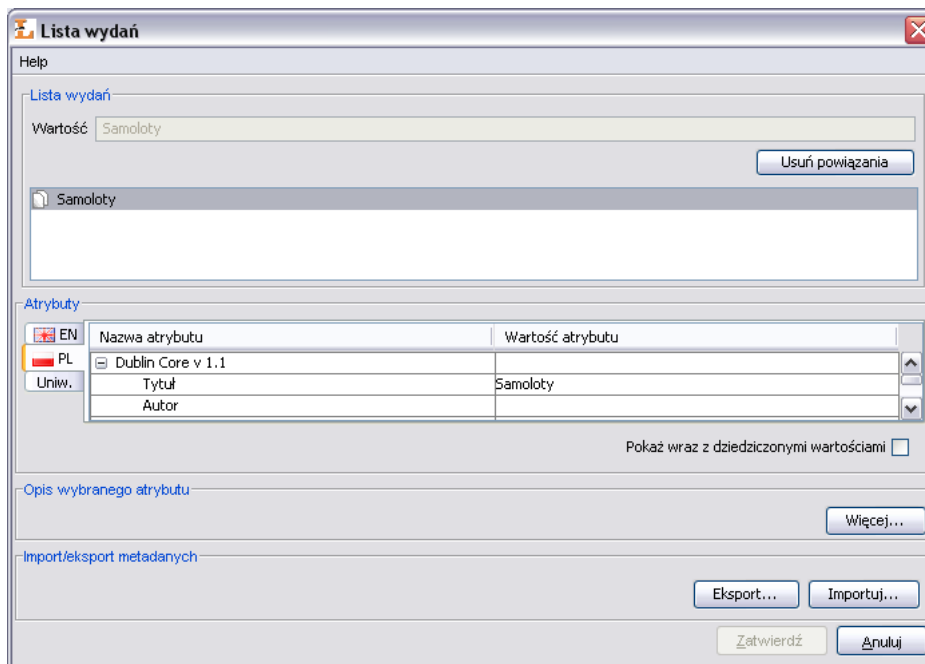 Lista wydań
Help
Lista wydań
Wartość Samoloty
Usuń powiązania
Samoloty
Atrybuty
EN
Nazwa atrybutu Wartość atrybutu
PL
Dublin Core v 1.1
Uniw.
Tytuł Samoloty
Autor
Pokaż wraz z dziedziczonymi wartościami
Opis wybranego atrybutu
Więcej...
Import/eksport metadanych
Eksport... Importuj...
Zatwierdź Anuluj